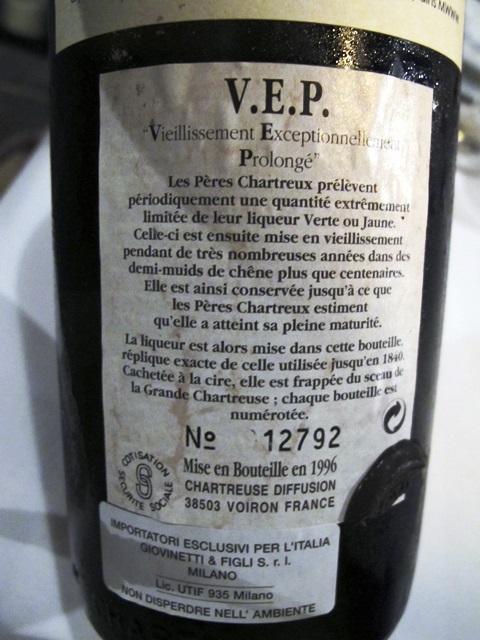 V.E.P.
"Vieillissement Exceptionnellement
Prolongé"
Les Pères Chartreux prélèvent
périodiquement une quantité extrêmement
limitée de leur liqueur Verte ou Jaune.
Celle-ci est ensuite mise en vieillissement
pendant de très nombreuses années dans des
demi-muids de chêne plus que centenaires.
Elle est ainsi conservée jusqu'à ce que
les Pères Chartreux estiment
qu'elle a atteint sa pleine maturité.
La liqueur est alors mise dans cette bouteille,
réplique exacte de celle utilisée jusqu'en 1840.
Cachetée à la cire, elle est frappée du sceau de
la Grande Chartreuse ; chaque bouteille est
numérotée.
No 12792
COTISATION
SÉCURITÉ SOCIALE
Mise en Bouteille en 1996
CHARTREUSE DIFFUSION
38503 VOIRON FRANCE
IMPORTATORI ESCLUSIVI PER L'ITALIA
GIOVINETTI & FIGLI S. r. l.
MILANO
Lic. UTIF 935 Milano
NON DISPERDRE NELL' AMBIENTE